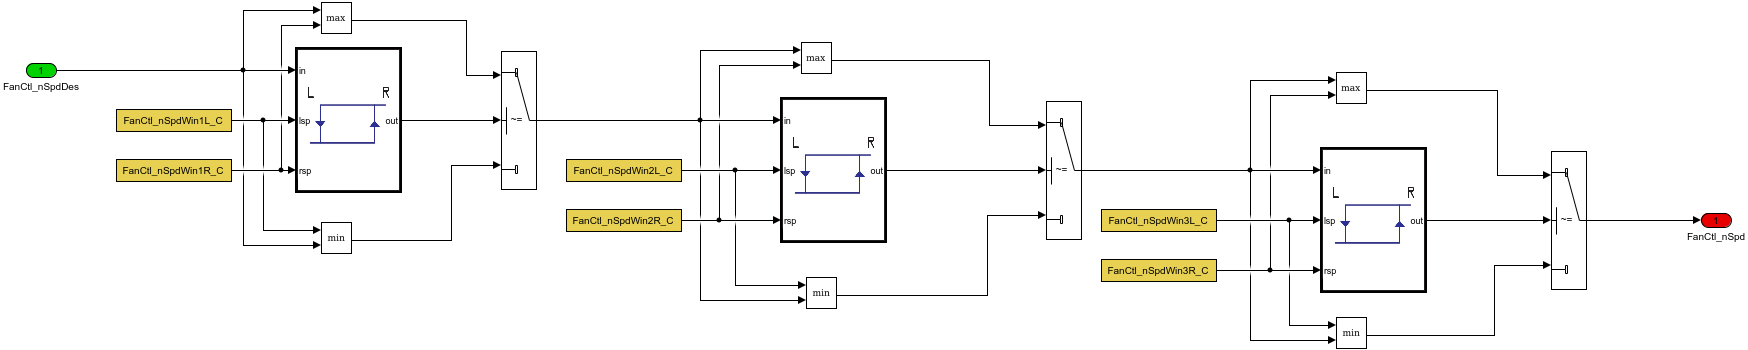 1
FanCtl_nSpdDes
FanCtl_nSpdWin1L_C
FanCtl_nSpdWin1R_C
max
in
L
R
lsp
out
rsp
min
~=
FanCtl_nSpdWin2L_C
FanCtl_nSpdWin2R_C
max
in
L
R
lsp
out
rsp
min
~=
FanCtl_nSpdWin3L_C
FanCtl_nSpdWin3R_C
max
in
L
R
lsp
out
rsp
min
~=
1
FanCtl_nSpd